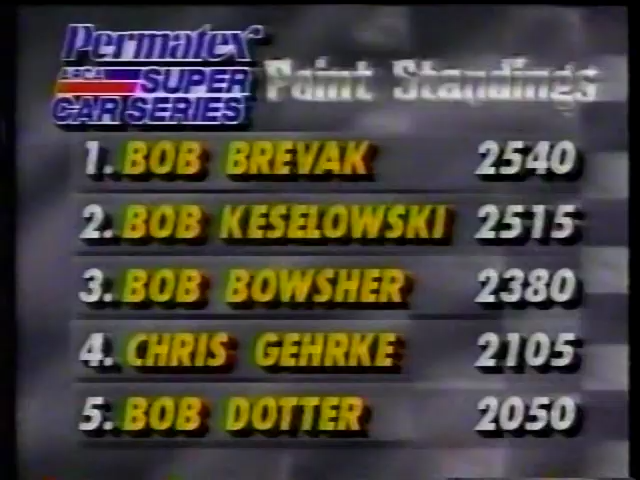 Permatex
ARCA SUPER
CAR SERIES
Point Standings
1. BOB BREVAK 2540
2. BOB KESELOWSKI 2515
3. BOB BOWSHER 2380
4. CHRIS GEHRKE 2105
5. BOB DOTTER 2050